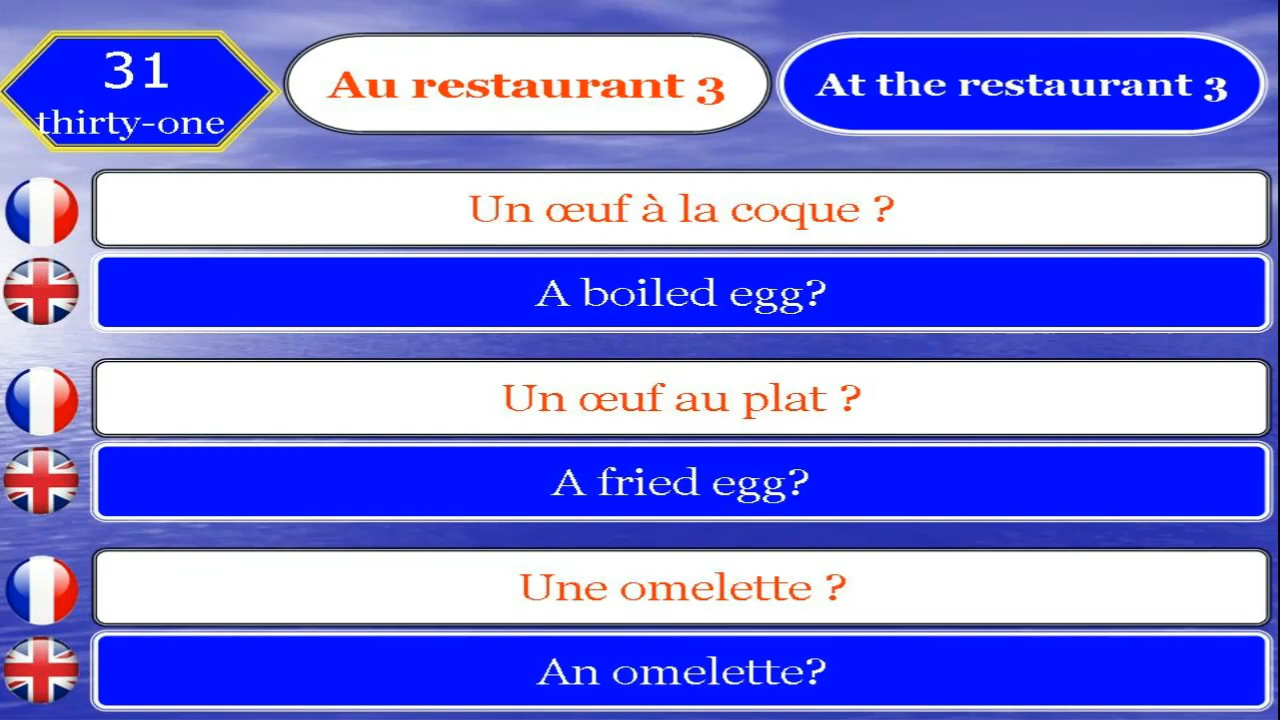 31
thirty-one
Au restaurant 3
At the restaurant 3
Un œuf à la coque ?
A boiled egg?
Un œuf au plat ?
A fried egg?
Une omelette ?
An omelette?